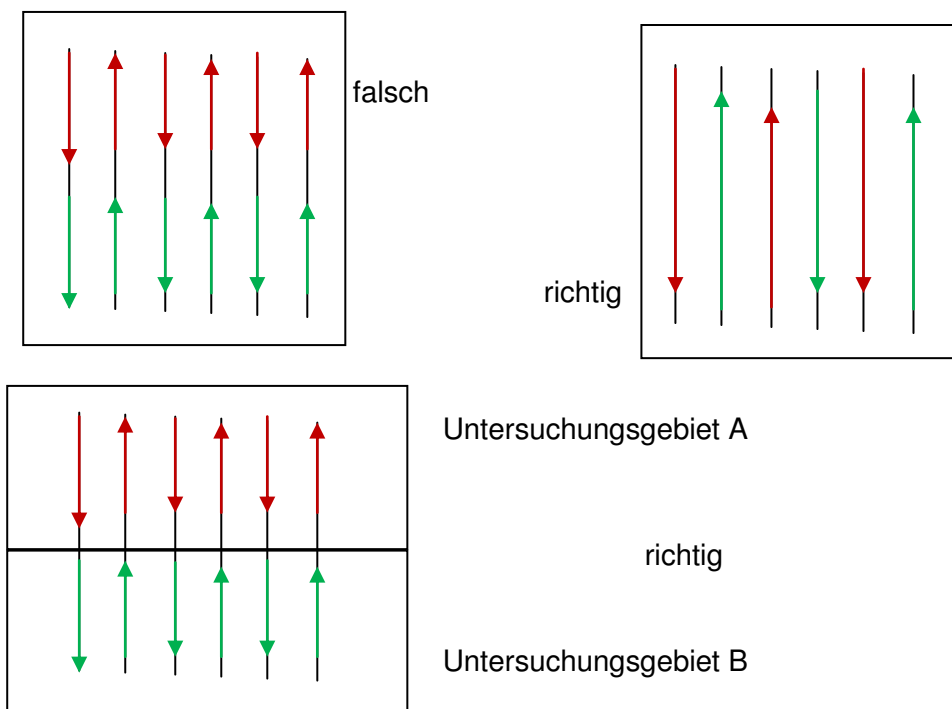 falsch
richtig
Untersuchungsgebiet A
richtig
Untersuchungsgebiet B